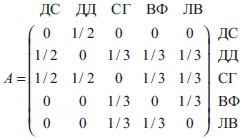 ДС ДД СГ ВФ ЛВ
0 1/2 0 0 0 ДС
1/2 0 1/3 1/3 1/3 ДД
A = 1/2 1/2 0 1/3 1/3 СГ
0 0 1/3 0 1/3 ВФ
0 0 1/3 1/3 0 ЛВ